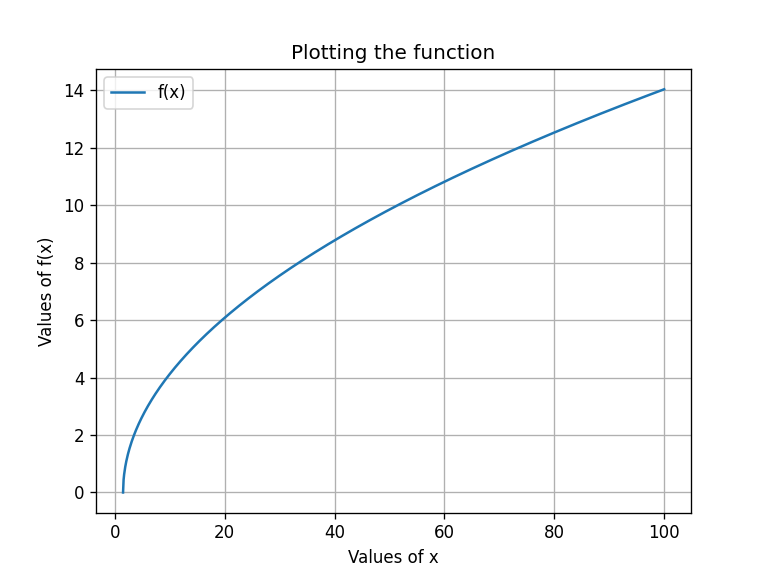 Plotting the function
f(x)
Values of f(x)
14
12
10
8
6
4
2
0
0 20 40 60 80 100
Values of x